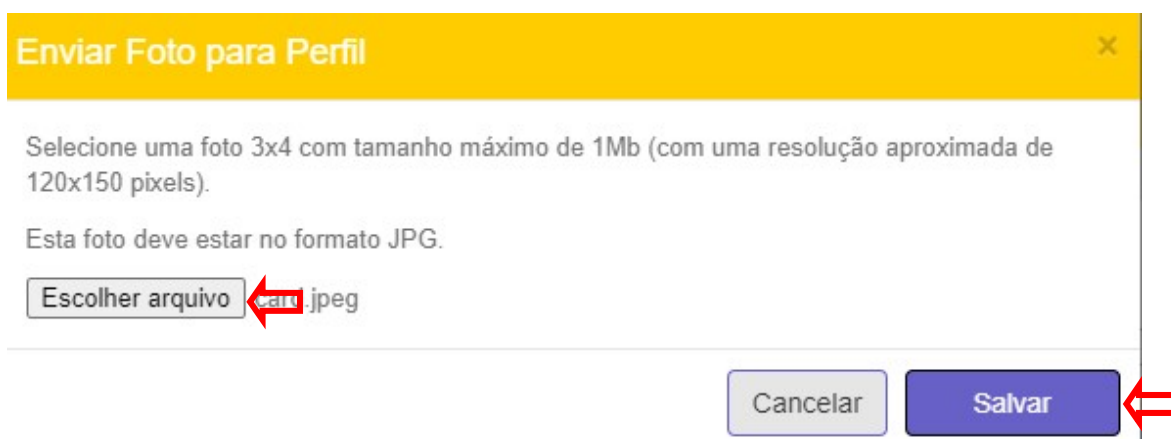 Enviar Foto para Perfil ×
Selecione uma foto 3x4 com tamanho máximo de 1Mb (com uma resolução aproximada de
120x150 pixels).
Esta foto deve estar no formato JPG.
Escolher arquivo card.jpeg
Cancelar Salvar